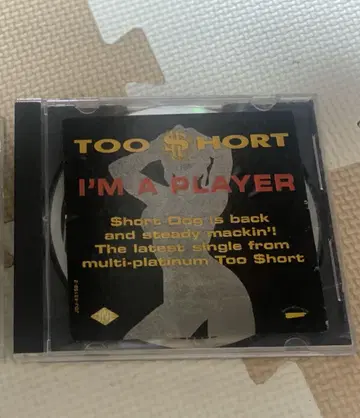 TOO $HORT
I'M A PLAYER
$hort Dog is back
and steady mackin'!
The latest single from
multi-platinum Too $hort